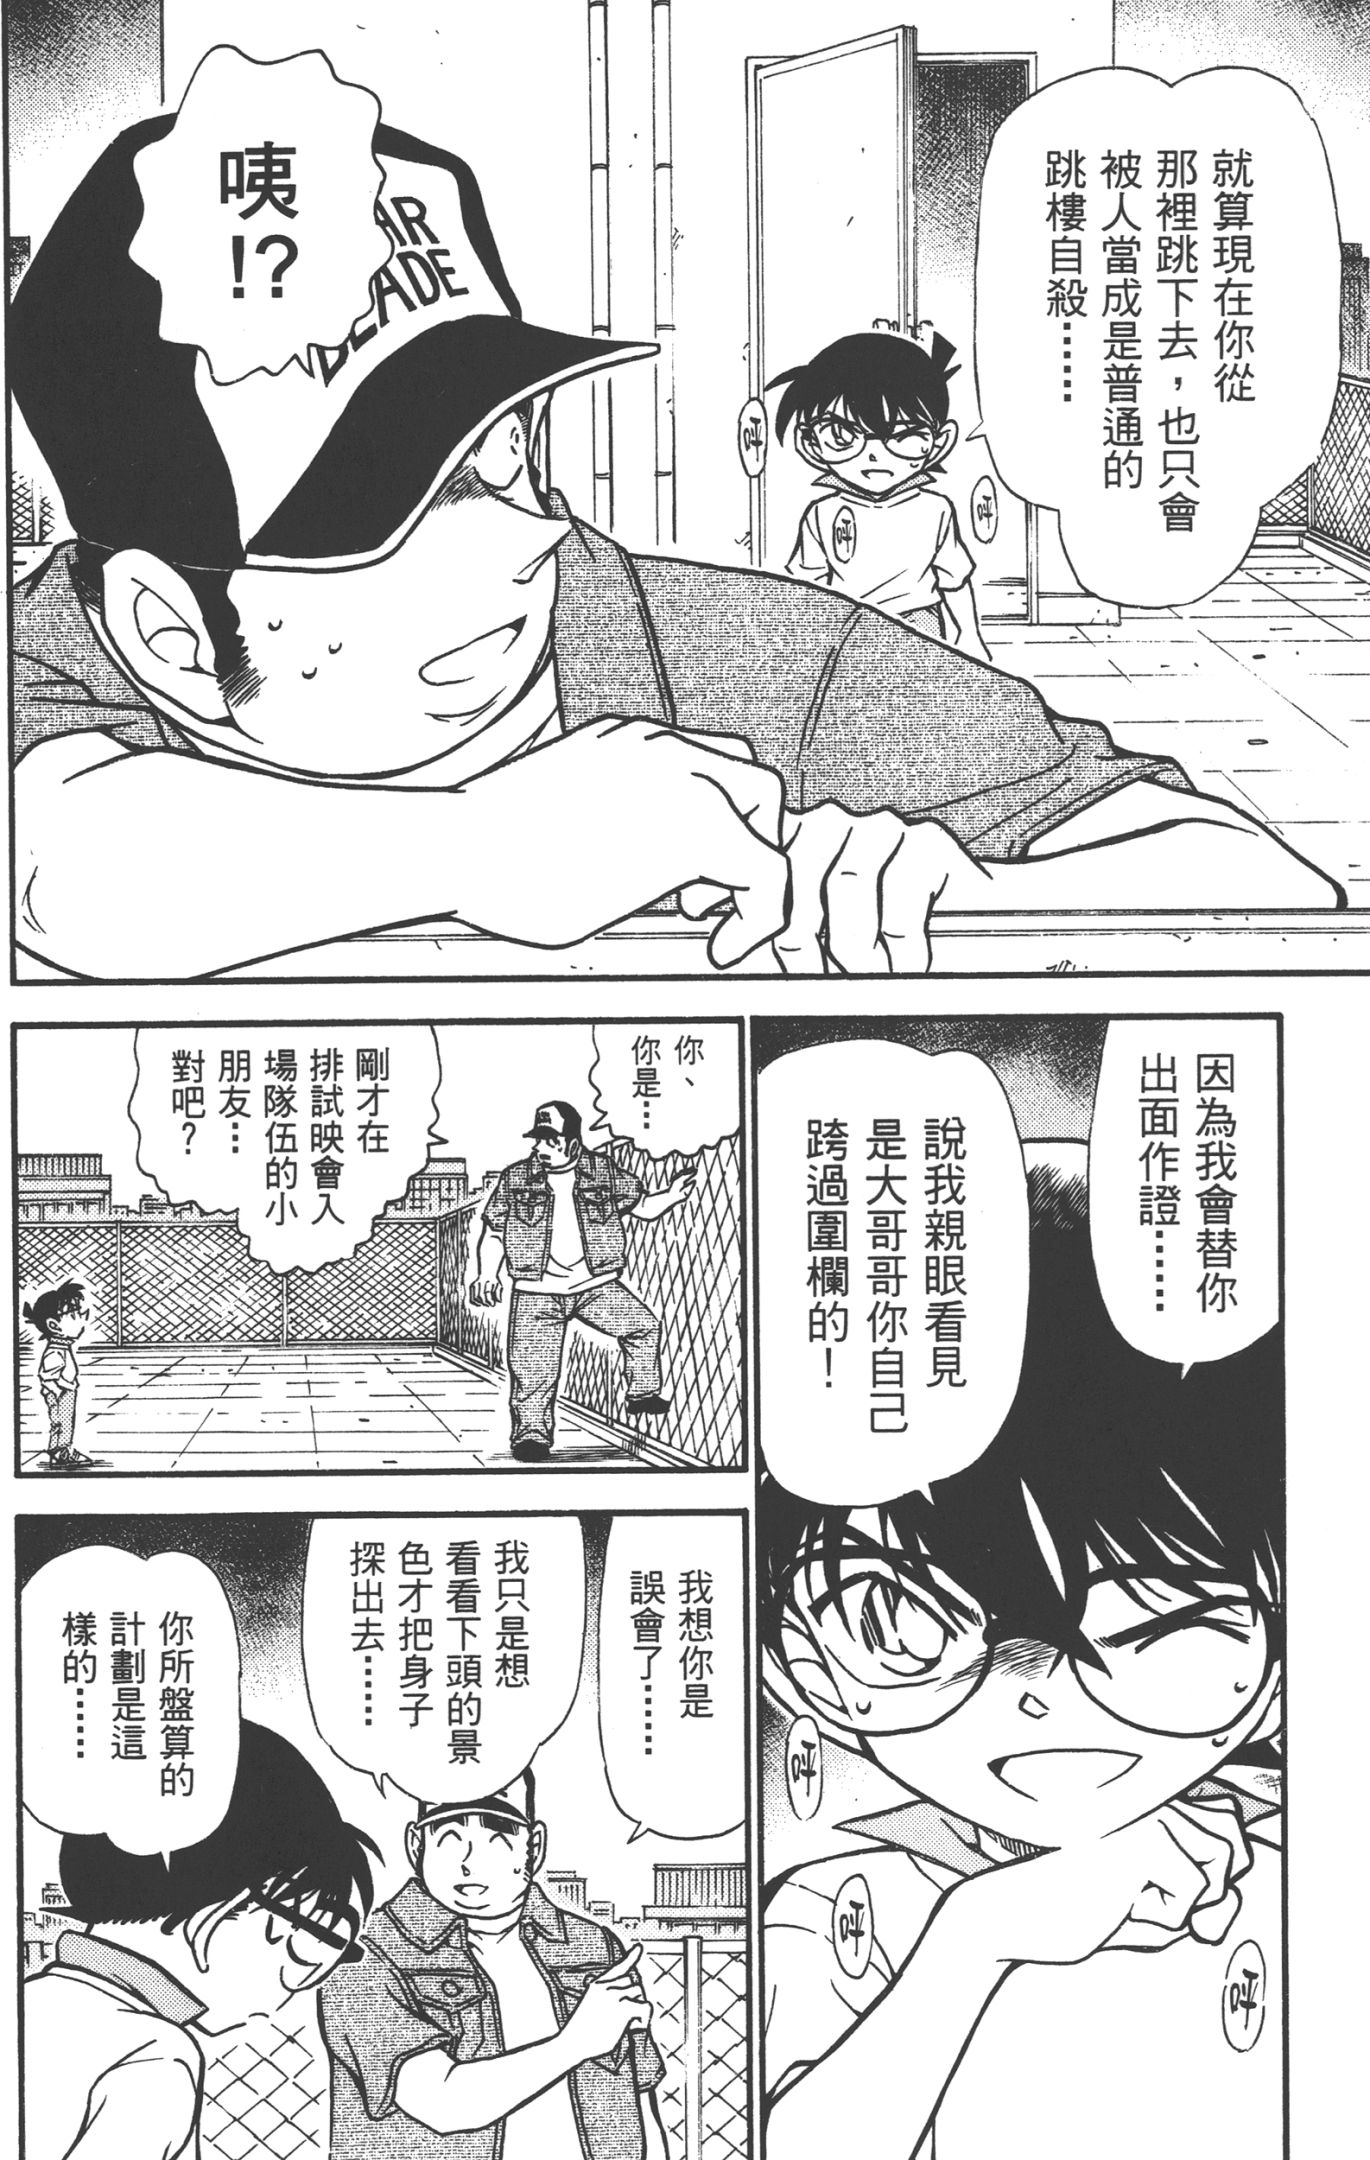 就算現在你從
那裡跳下去，也只會
被人當成是普通的
跳樓自殺……
呼
呼
呼
咦
!?
AR
BLADE
因為我會替你
出面作證……
說我親眼看見
是大哥哥你自己
跨過圍欄的！
呼
呼
呼
你、
你是…
剛才在
排試映會入
場隊伍的小
朋友…
對吧？
我想你是
誤會了……
我只是想
看看下頭的景
色才把身子
探出去……
你所盤算的
計劃是這
樣的……